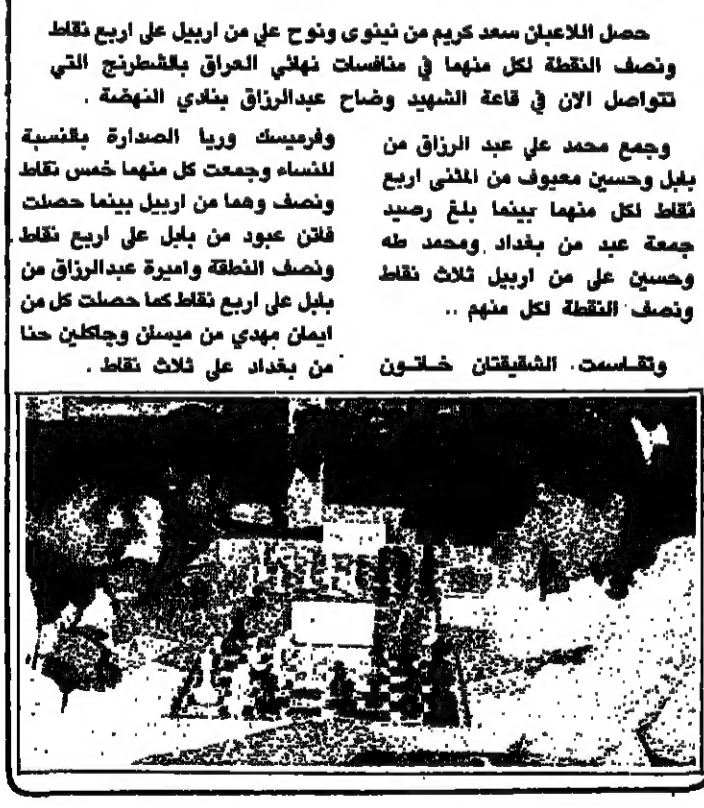 حصل اللاعبان سعد كريم من نينوى ونوح علي من اربيل على اربع نقاط
ونصف النقطة لكل منهما في منافسات نهائي العراق بالشطرنج التي
تتواصل الان في قاعة الشهيد وضاح عبدالرزاق بنادي النهضة .
وجمع محمد علي عبد الرزاق من
بابل وحسين معيوف من المثنى اربع
نقاط لكل منهما بينما بلغ رصيد
جمعة عبد من بغداد ومحمد طه
وحسين علي من اربيل ثلاث نقاط
ونصف النقطة لكل منهم ..
وتقاسمت الشقيقتان خاتون
وفرميسك وريا الصدارة بالنسبة
للنساء وجمعت كل منهما خمس نقاط
ونصف وهما من اربيل بينما حصلت
فاتن عبود من بابل على اربع نقاط
ونصف النطقة واميرة عبدالرزاق من
بابل على اربع نقاط كما حصلت كل من
ايمان مهدي من ميسان وجاكلين حنا
من بغداد على ثلاث نقاط .